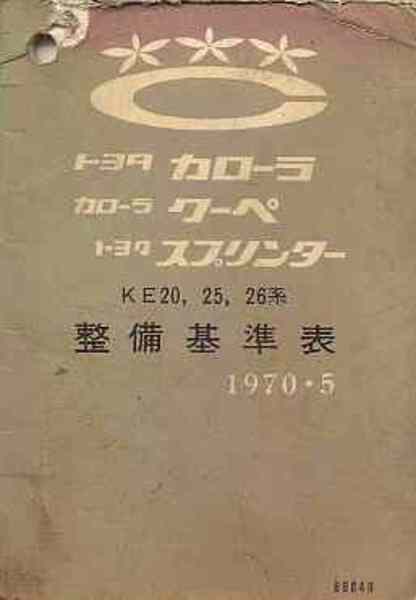 トヨタ カローラ
カローラ クーペ
トヨタ スプリンター
KE20, 25, 26系
整備基準表
1970・5